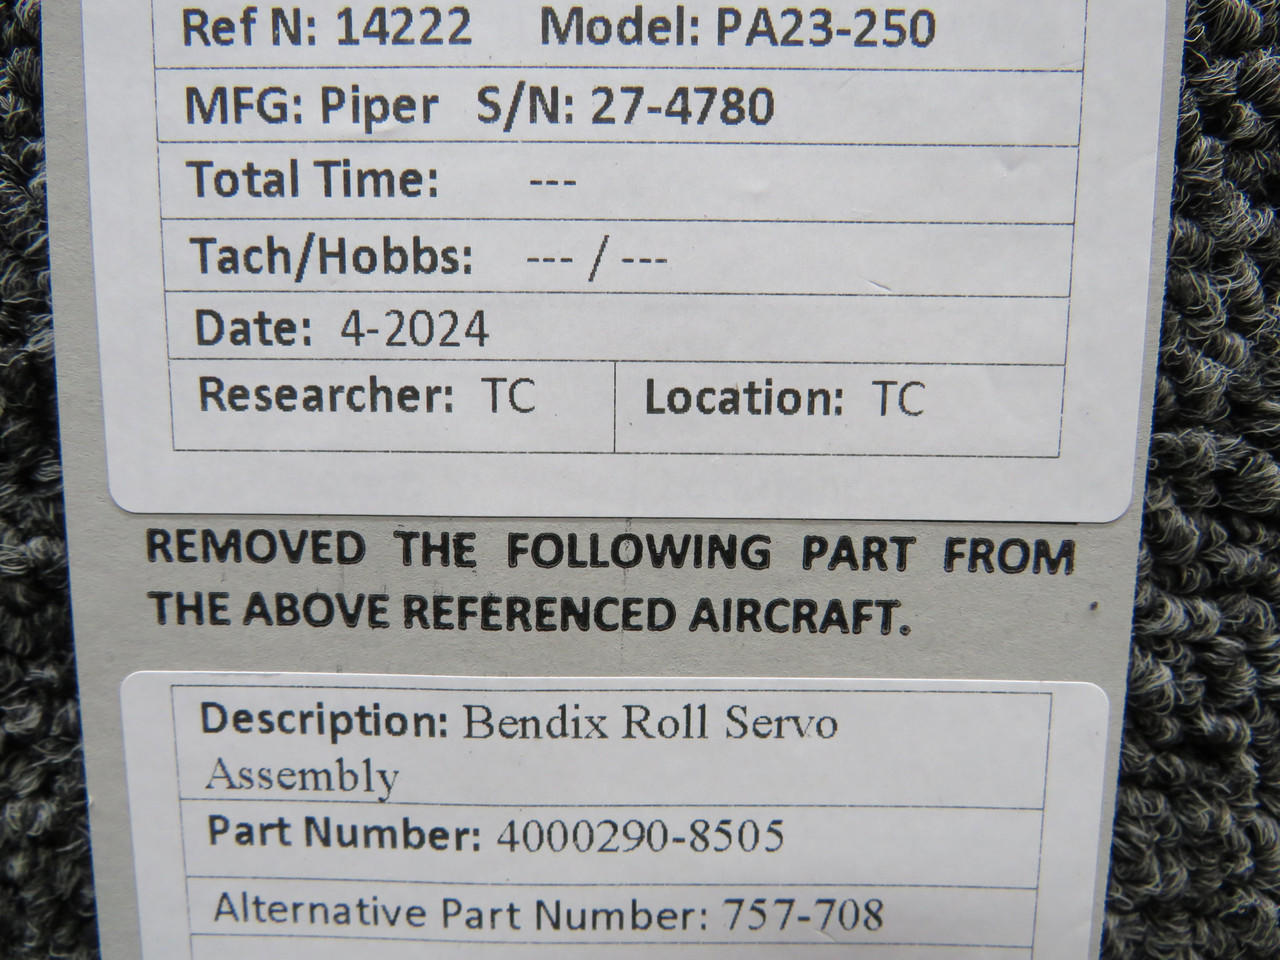 Ref N: 14222 Model: PA23-250
MFG: Piper S/N: 27-4780
Total Time: ---
Tach/Hobbs: --- / ---
Date: 4-2024
Researcher: TC Location: TC
REMOVED THE FOLLOWING PART FROM
THE ABOVE REFERENCED AIRCRAFT.
Description: Bendix Roll Servo
Assembly
Part Number: 4000290-8505
Alternative Part Number: 757-708